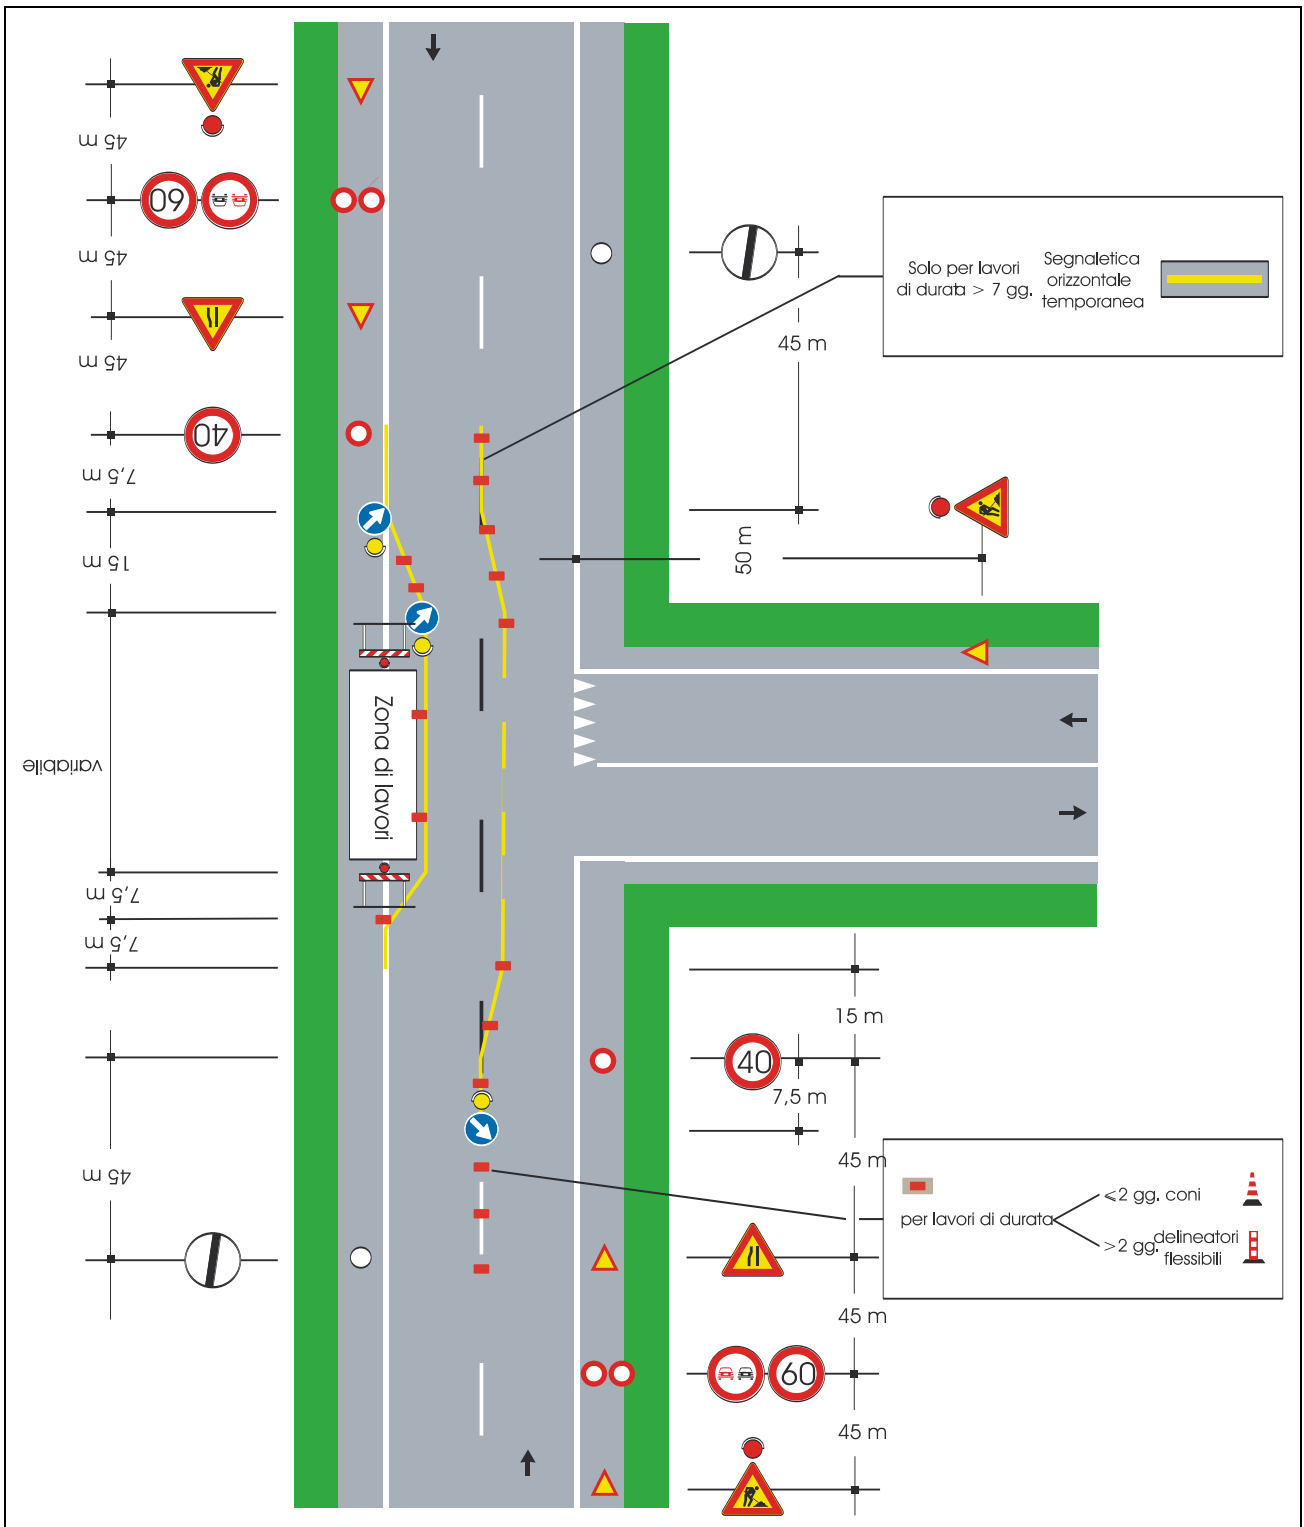 45 m
60
45 m
45 m
40
7,5 m
15 m
variabile
7,5 m
7,5 m
45 m
Zona di lavori
Solo per lavori
di durata > 7 gg.
Segnaletica
orizzontale
temporanea
45 m
50 m
15 m
40
7,5 m
45 m
per lavori di durata
≤2 gg. coni
>2 gg. delineatori
flessibili
45 m
60
45 m